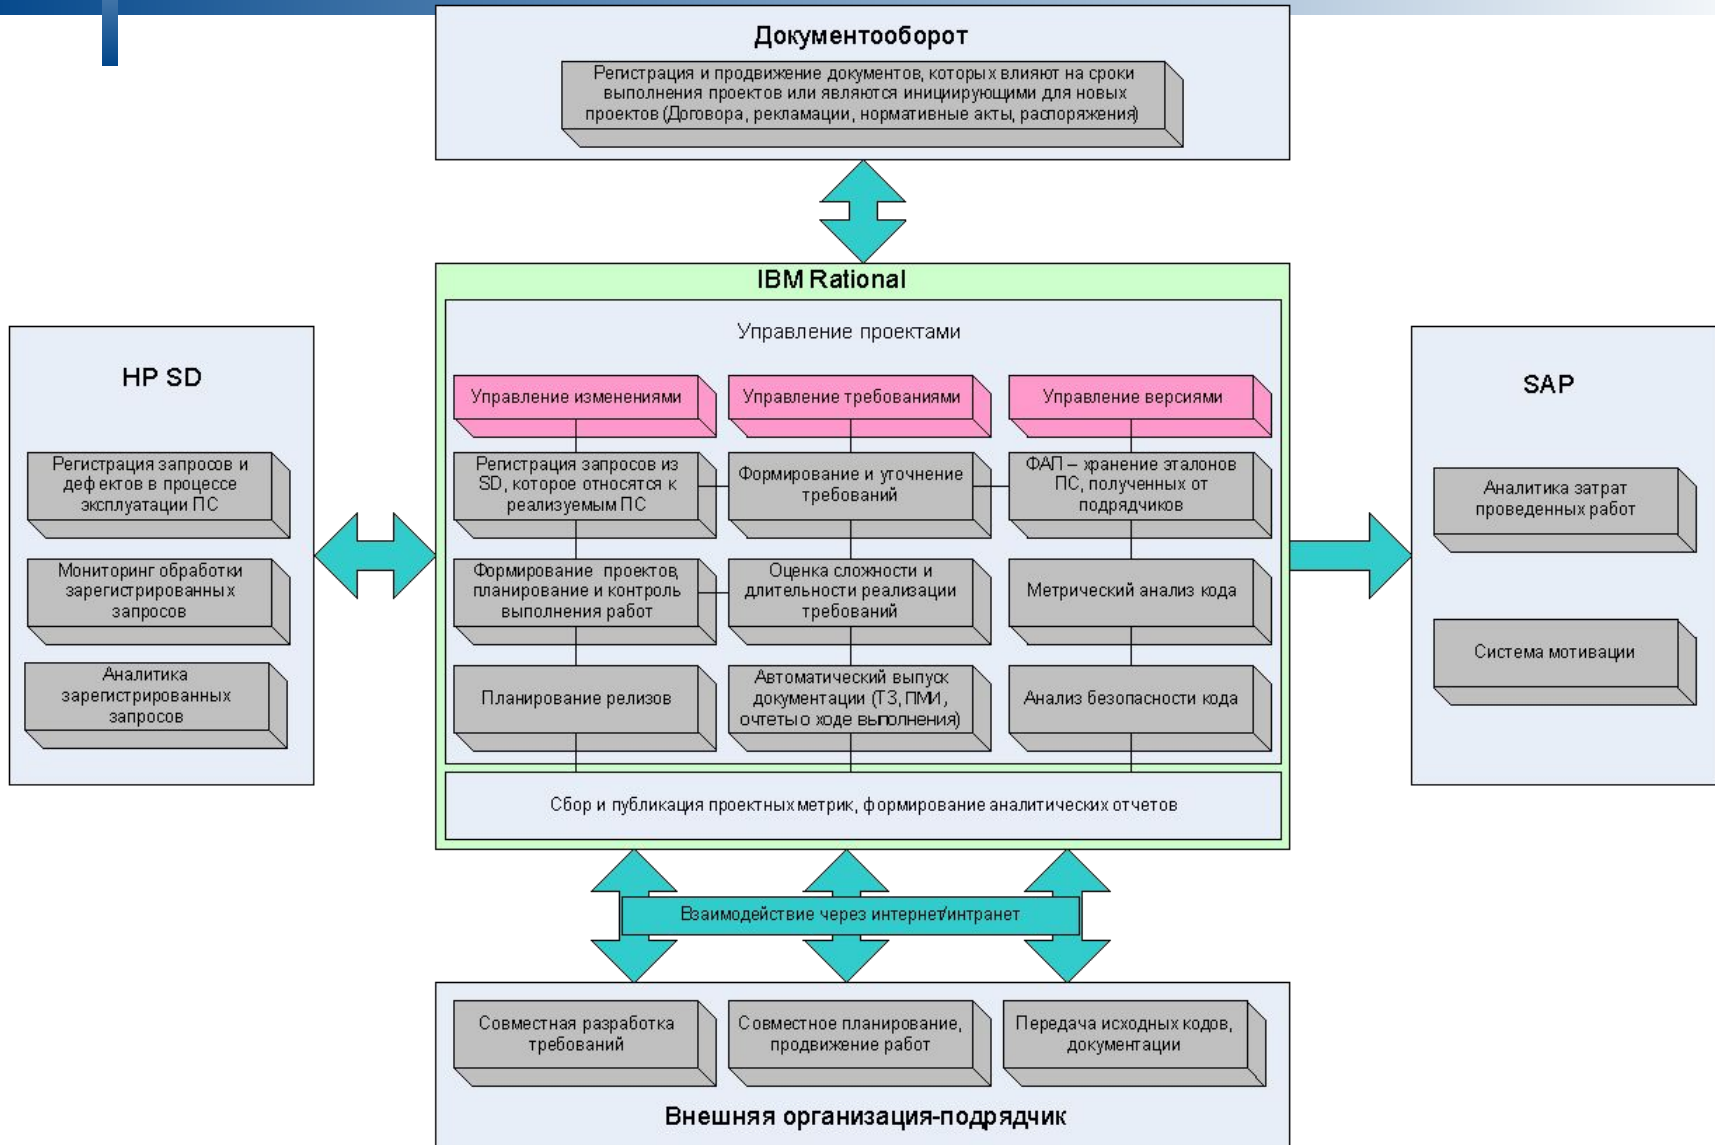 Документооборот
Регистрация и продвижение документов, которых влияют на сроки
выполнения проектов или являются инициирующими для новых
проектов (Договора, рекламации, нормативные акты, распоряжения)
IBM Rational
Управление проектами
HP SD
Регистрация запросов и
дефектов в процессе
эксплуатации ПС
Мониторинг обработки
зарегистрированных
запросов
Аналитика
зарегистрированных
запросов
Управление изменениями
Регистрация запросов из
SD, которое относятся к
реализуемым ПС
Формирование проектов,
планирование и контроль
выполнения работ
Планирование релизов
Управление требованиями
Формирование и уточнение
требований
Оценка сложности и
длительности реализации
требований
Автоматический выпуск
документации (ТЗ, ПМИ,
очтеты о ходе выполнения)
Управление версиями
ФАП – хранение эталонов
ПС, полученных от
подрядчиков
Метрический анализ кода
Анализ безопасности кода
SAP
Аналитика затрат
проведенных работ
Система мотивации
Сбор и публикация проектных метрик, формирование аналитических отчетов
Взаимодействие через интернет/интранет
Совместная разработка
требований
Совместное планирование,
продвижение работ
Передача исходных кодов,
документации
Внешняя организация-подрядчик